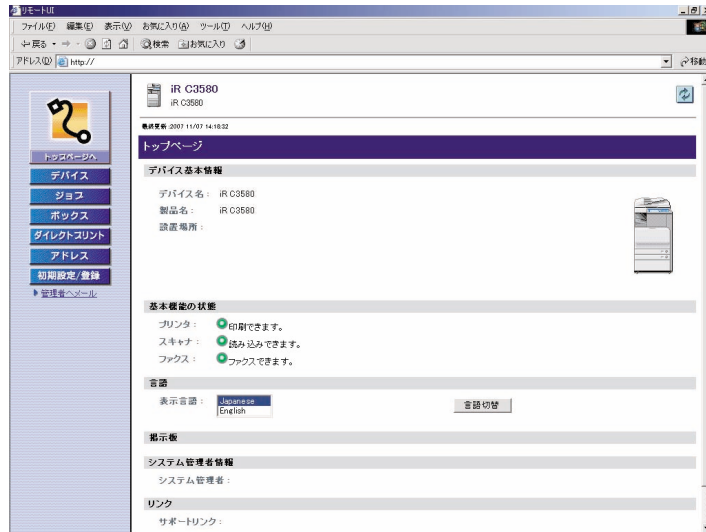 リモートUI
ファイル(F) 編集(E) 表示(V) お気に入り(A) ツール(T) ヘルプ(H)
戻る 検索 お気に入り
アドレス(D) http:// 移動
iR C3580
iR C3580
最終更新 :2007 11/07 14:18:32
トップページへ
トップページ
デバイス
ジョブ
ボックス
ダイレクトプリント
アドレス
初期設定/登録
管理者へメール
デバイス基本情報
デバイス名 : iR C3580
製品名 : iR C3580
設置場所 :
基本機能の状態
プリンタ : 印刷できます。
スキャナ : 読み込みできます。
ファクス : ファクスできます。
言語
表示言語 : Japanese
English
言語切替
掲示板
システム管理者情報
システム管理者 :
リンク
サポートリンク :